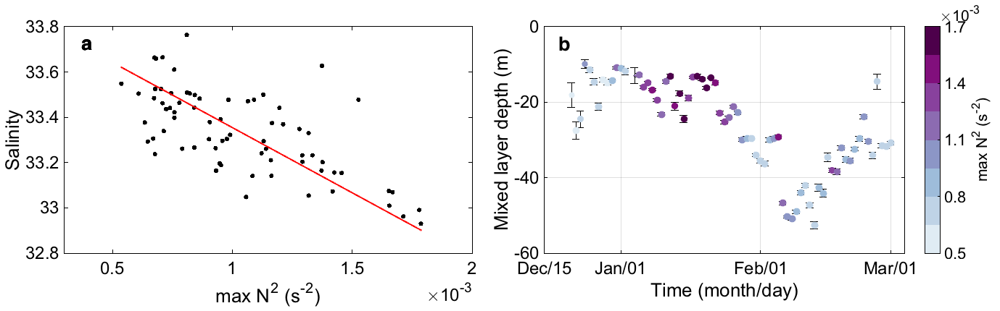 a
Salinity
33.8
33.6
33.4
33.2
33
32.8
0.5
1
1.5
2
×10⁻³
max N² (s⁻²)
b
Mixed layer depth (m)
0
-20
-40
-60
Dec/15
Jan/01
Feb/01
Mar/01
Time (month/day)
×10⁻³
1.7
1.4
1.1
0.8
0.5
max N² (s⁻²)